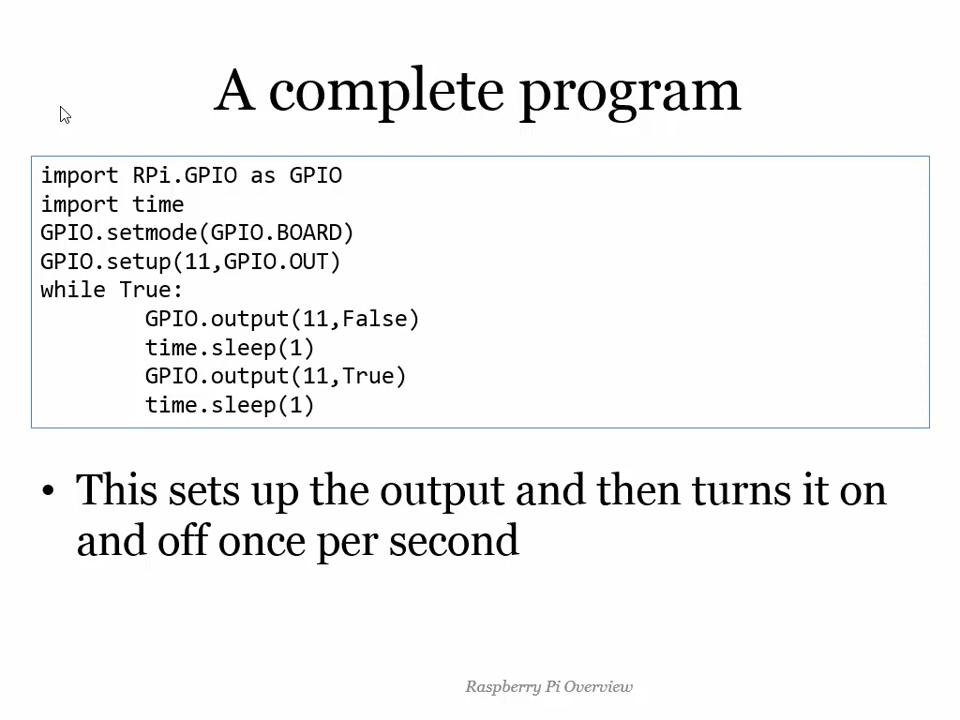 A complete program
import RPi.GPIO as GPIO
import time
GPIO.setmode(GPIO.BOARD)
GPIO.setup(11,GPIO.OUT)
while True:
        GPIO.output(11,False)
        time.sleep(1)
        GPIO.output(11,True)
        time.sleep(1)
• This sets up the output and then turns it on
and off once per second
Raspberry Pi Overview